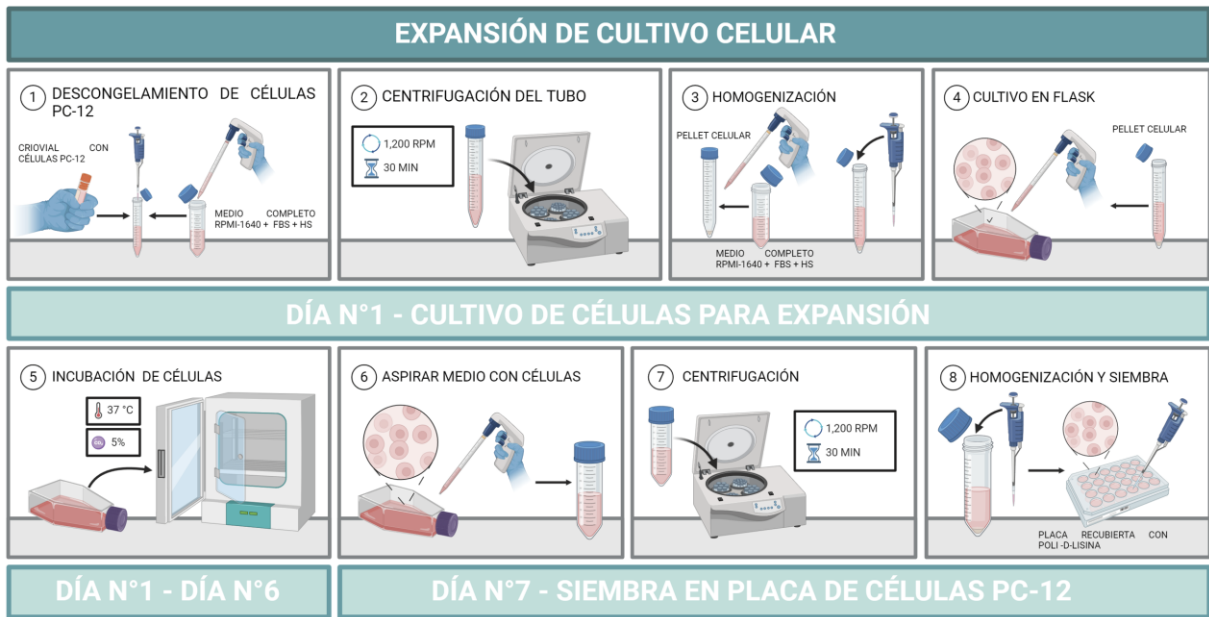 EXPANSIÓN DE CULTIVO CELULAR
1 DESCONGELAMIENTO DE CÉLULAS
PC-12
CRIOVIAL CON
CÉLULAS PC-12
MEDIO COMPLETO
RPMI-1640 + FBS + HS
2 CENTRIFUGACIÓN DEL TUBO
1,200 RPM
30 MIN
3 HOMOGENIZACIÓN
PELLET CELULAR
MEDIO COMPLETO
RPMI-1640 + FBS + HS
4 CULTIVO EN FLASK
PELLET CELULAR
DÍA N°1 - CULTIVO DE CÉLULAS PARA EXPANSIÓN
5 INCUBACIÓN DE CÉLULAS
37 °C
CO₂ 5%
6 ASPIRAR MEDIO CON CÉLULAS
7 CENTRIFUGACIÓN
1,200 RPM
30 MIN
8 HOMOGENIZACIÓN Y SIEMBRA
PLACA RECUBIERTA CON
POLI -D-LISINA
DÍA N°1 - DÍA N°6
DÍA N°7 - SIEMBRA EN PLACA DE CÉLULAS PC-12